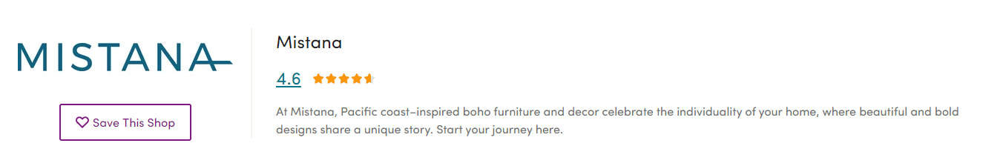 MISTANA
Save This Shop
Mistana
4.6
At Mistana, Pacific coast–inspired boho furniture and decor celebrate the individuality of your home, where beautiful and bold
designs share a unique story. Start your journey here.